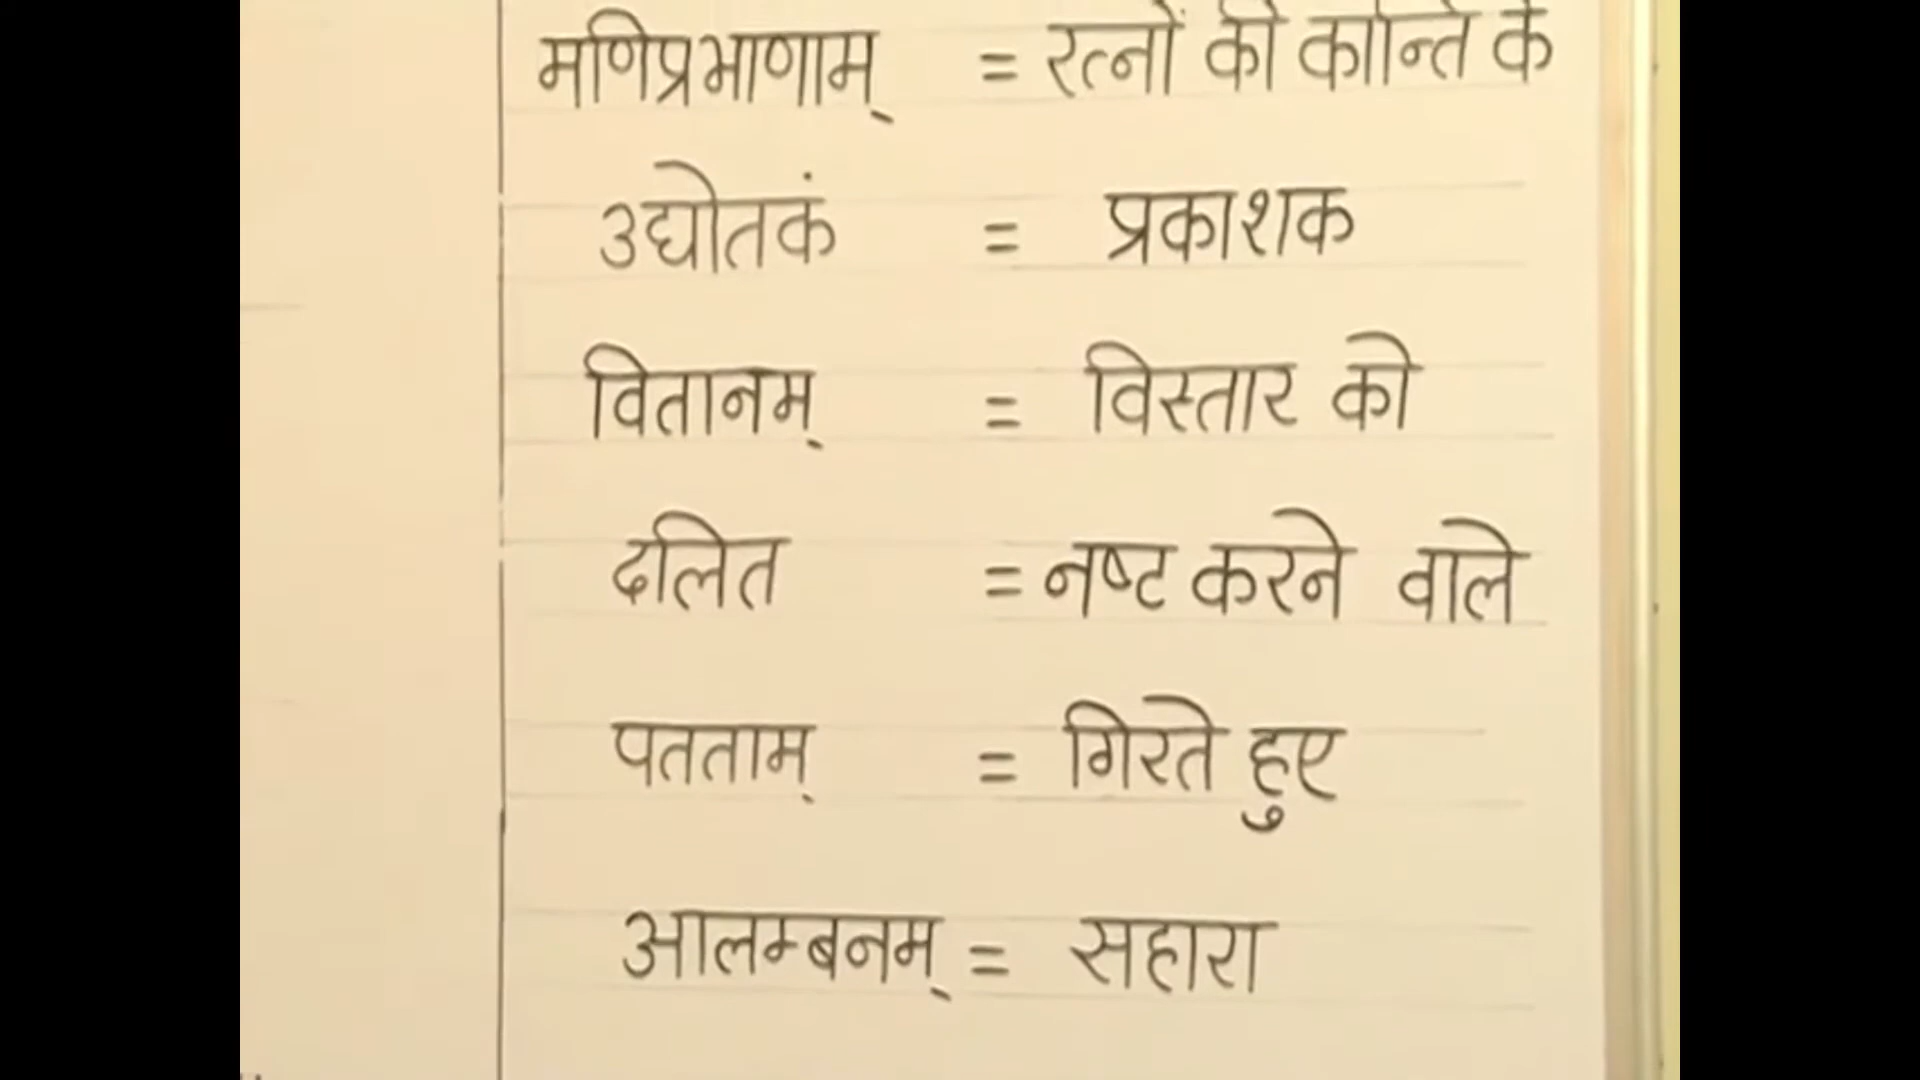 मणिप्रभाणाम् = रत्नों की कान्ति के
उद्योतकं = प्रकाशक
वितानम् = विस्तार को
दलित = नष्ट करने वाले
पतताम् = गिरते हुए
आलम्बनम् = सहारा